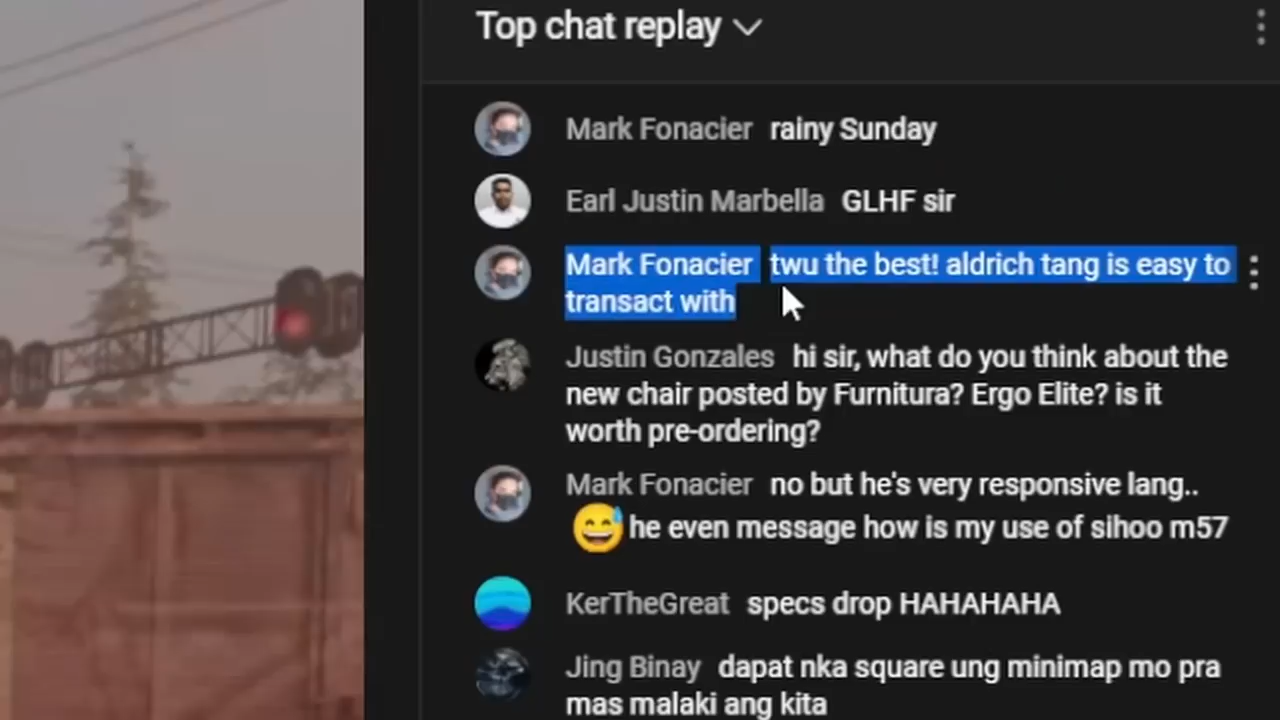 Top chat replay
Mark Fonacier rainy Sunday
Earl Justin Marbella GLHF sir
Mark Fonacier twu the best! aldrich tang is easy to
transact with
Justin Gonzales hi sir, what do you think about the
new chair posted by Furnitura? Ergo Elite? is it
worth pre-ordering?
Mark Fonacier no but he's very responsive lang..
😅 he even message how is my use of sihoo m57
KerTheGreat specs drop HAHAHAHA
Jing Binay dapat nka square ung minimap mo pra
mas malaki ang kita